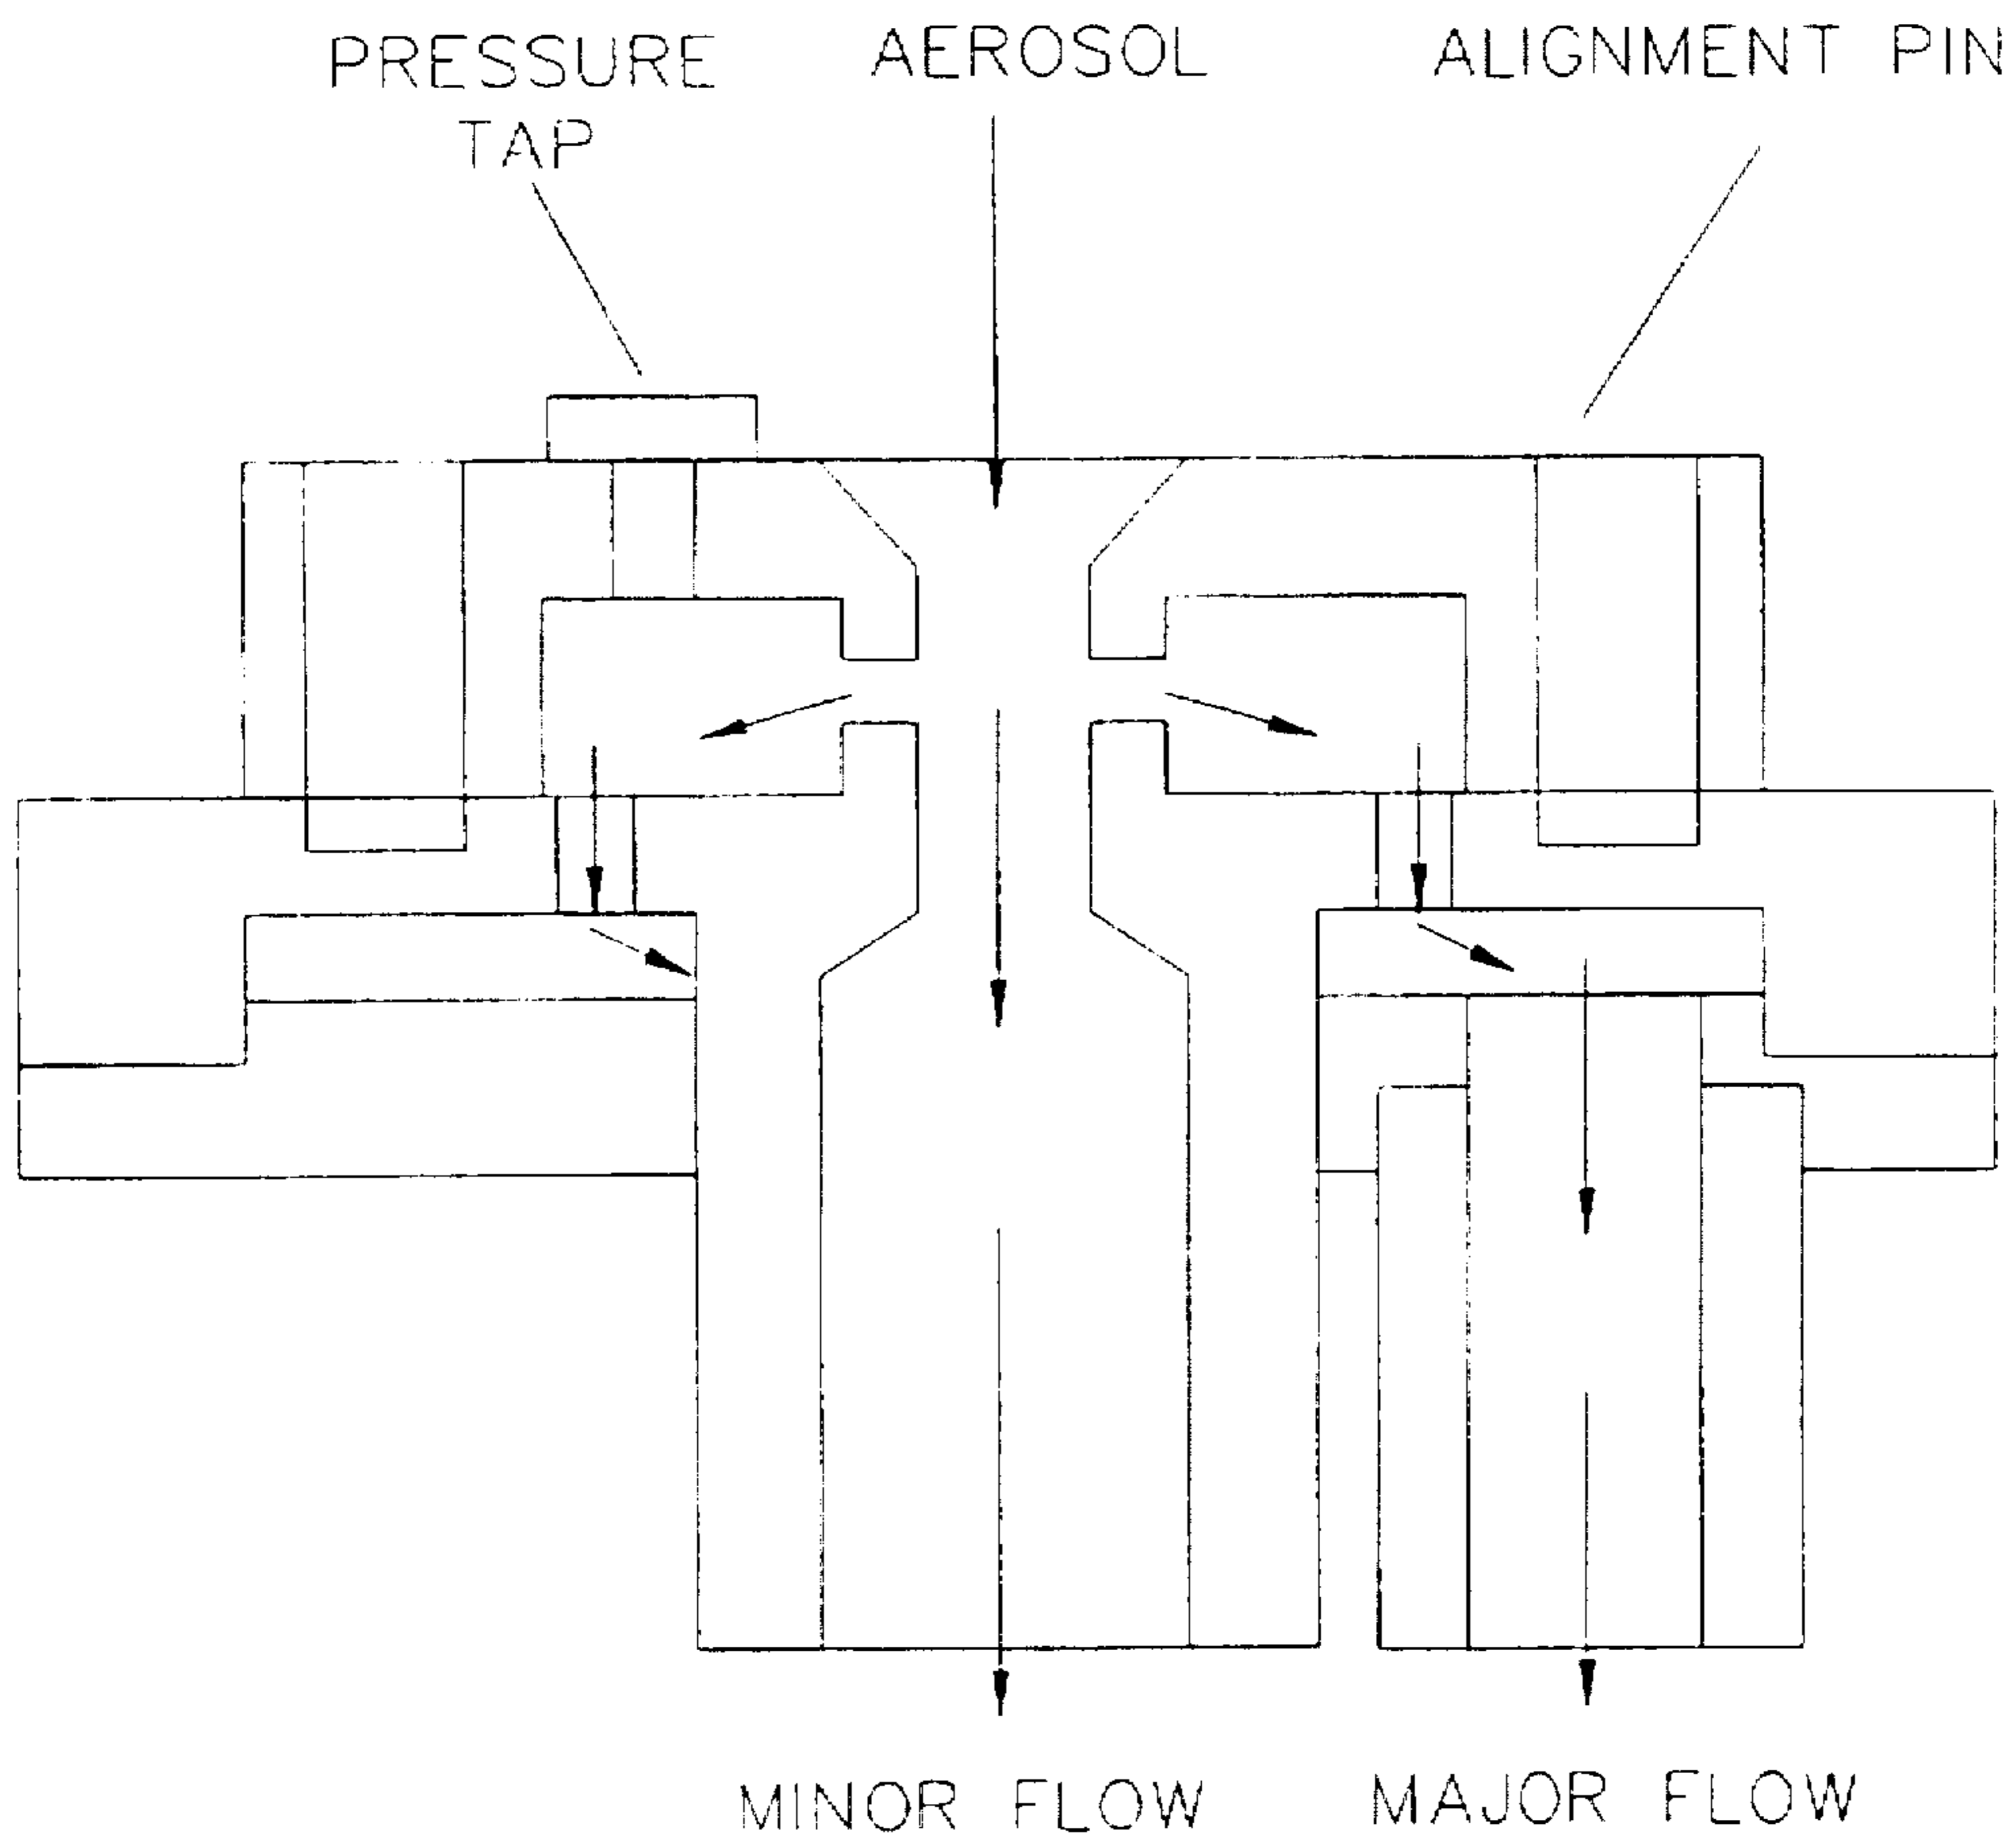 PRESSURE
TAP
AEROSOL
ALIGNMENT PIN
MINOR FLOW
MAJOR FLOW